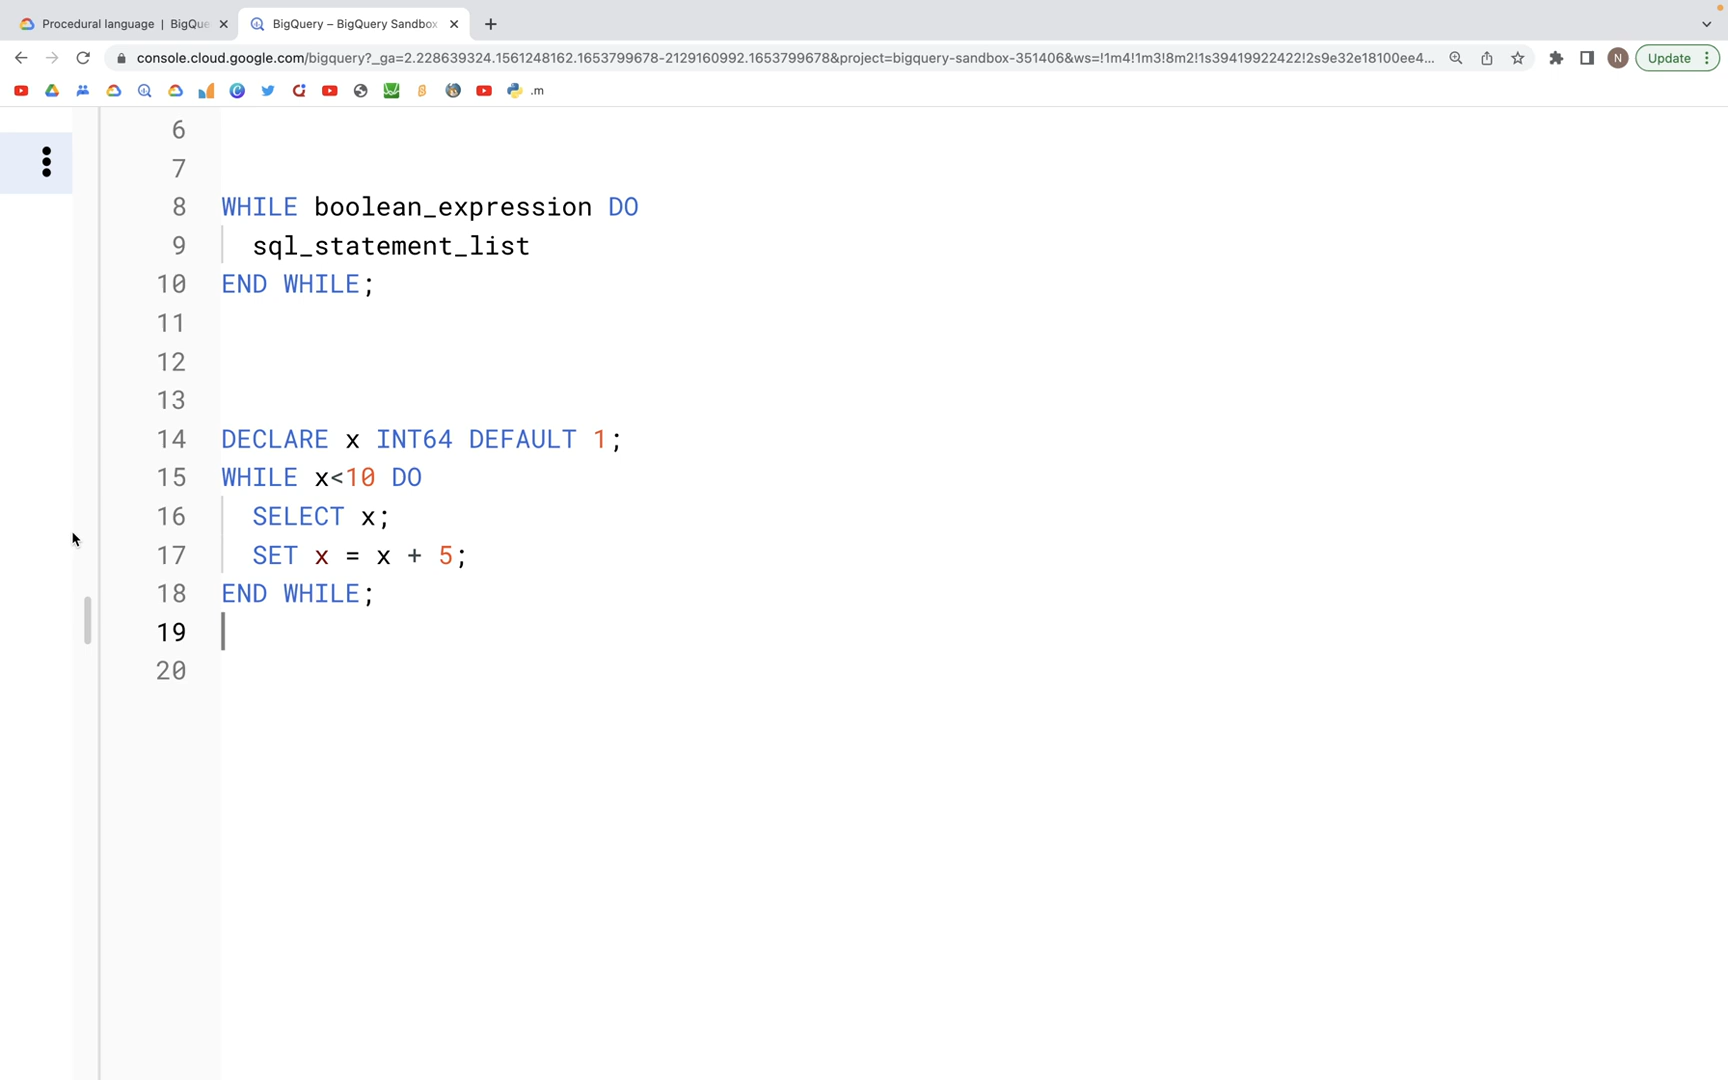 Procedural language | BigQue
BigQuery – BigQuery Sandbox
console.cloud.google.com/bigquery?_ga=2.228639324.1561248162.1653799678-2129160992.1653799678&project=bigquery-sandbox-351406&ws=!1m4!1m3!8m2!1s39419922422!2s9e32e18100ee4...
N
Update
.m
6
7
8 WHILE boolean_expression DO
9 sql_statement_list
10 END WHILE;
11
12
13
14 DECLARE x INT64 DEFAULT 1;
15 WHILE x<10 DO
16 SELECT x;
17 SET x = x + 5;
18 END WHILE;
19
20